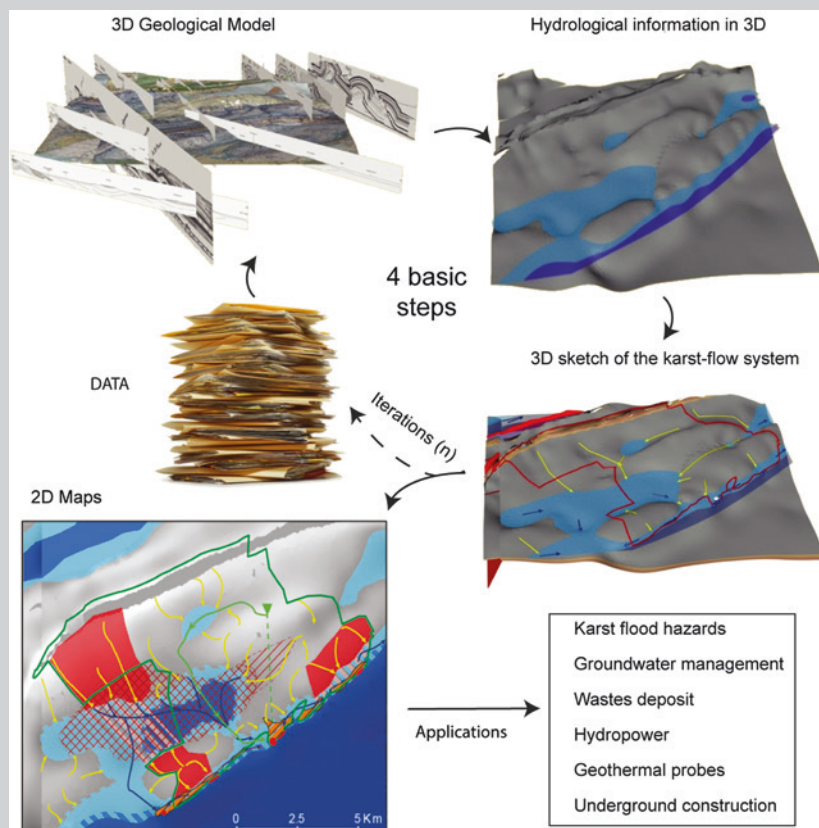 3D Geological Model
Hydrological information in 3D
4 basic
steps
3D sketch of the karst-flow system
DATA
Iterations (n)
2D Maps
0 2.5 5 Km
Applications
Karst flood hazards
Groundwater management
Wastes deposit
Hydropower
Geothermal probes
Underground construction